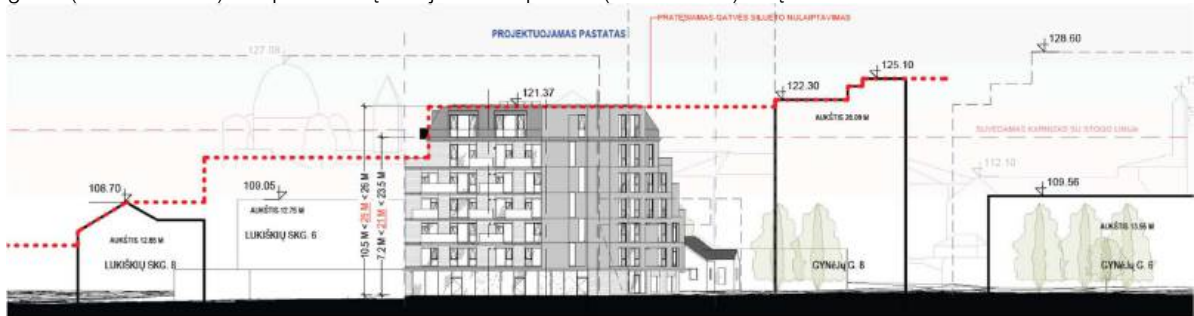 PRATĘSIAMAS GATVĖS SILUETO NULAIPTAVIMAS
PROJEKTUOJAMAS PASTATAS
127.08
128.60
125.10
122.30
121.37
AUKŠTIS 28.09 M
SUVEDAMAS KARNIZAS SU STOGO LINIJA
112.10
109.56
109.05
108.70
10.5 M < 25 M < 26 M
7.2 M < 21 M < 23.5 M
AUKŠTIS 12.75 M
AUKŠTIS 12.85 M
AUKŠTIS 13.56 M
LUKIŠKIŲ SKG. 6
LUKIŠKIŲ SKG. 8
GYNĖJŲ G. 8
GYNĖJŲ G. 6